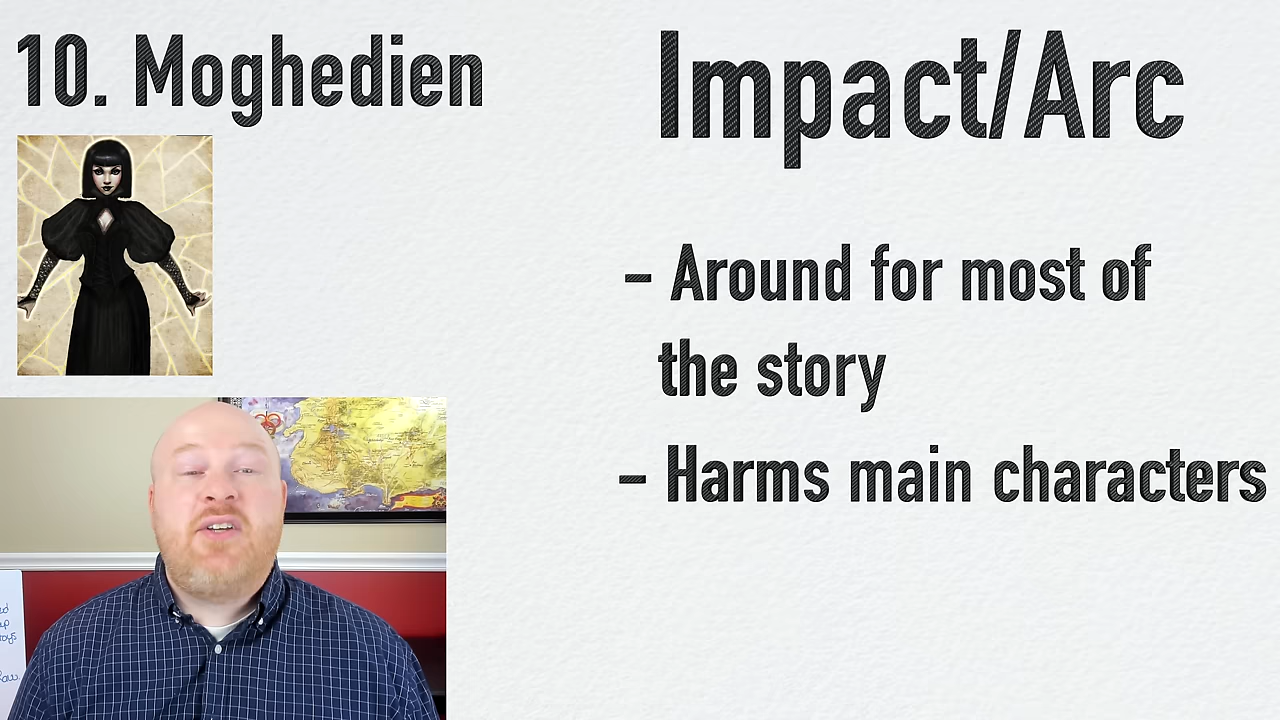 10. Moghedien
Impact/Arc
- Around for most of
the story
- Harms main characters